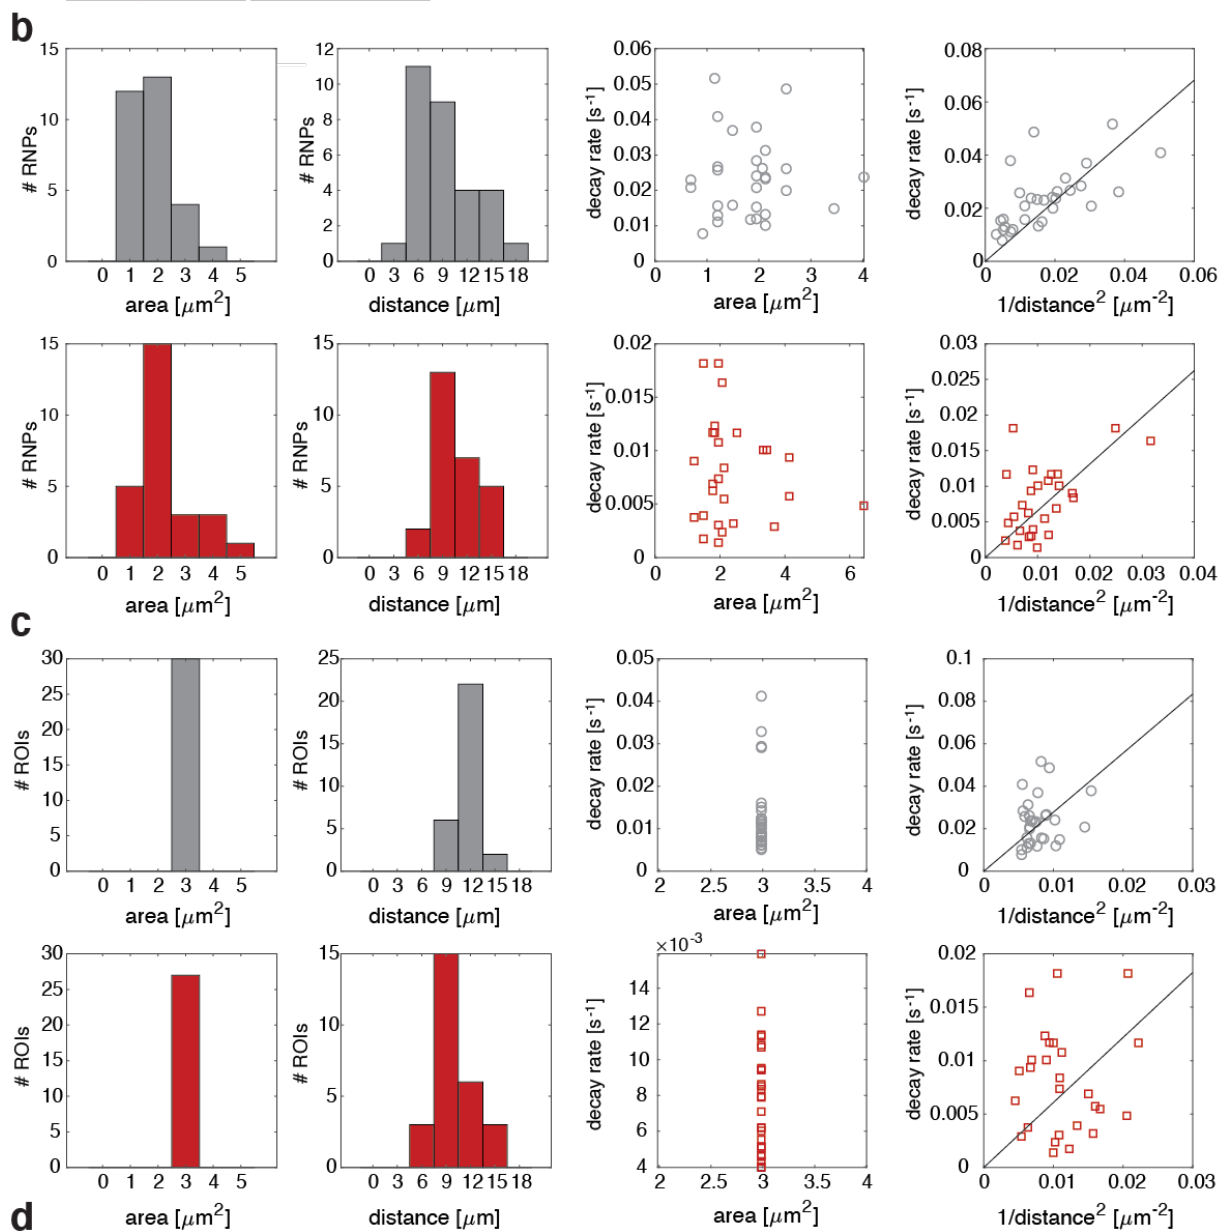 b
15
10
5
0
# RNPs
0 1 2 3 4 5
area [μm²]
12
10
8
6
4
2
0
# RNPs
0 3 6 9 12 15 18
distance [μm]
0.06
0.05
0.04
0.03
0.02
0.01
0
decay rate [s⁻¹]
0 1 2 3 4
area [μm²]
0.08
0.06
0.04
0.02
0
decay rate [s⁻¹]
0 0.02 0.04 0.06
1/distance² [μm⁻²]
15
10
5
0
# RNPs
0 1 2 3 4 5
area [μm²]
15
10
5
0
# RNPs
0 3 6 9 12 15 18
distance [μm]
0.02
0.015
0.01
0.005
0
decay rate [s⁻¹]
0 2 4 6
area [μm²]
0.03
0.025
0.02
0.015
0.01
0.005
0
decay rate [s⁻¹]
0 0.01 0.02 0.03 0.04
1/distance² [μm⁻²]
c
30
25
20
15
10
5
0
# ROIs
0 1 2 3 4 5
area [μm²]
25
20
15
10
5
0
# ROIs
0 3 6 9 12 15 18
distance [μm]
0.05
0.04
0.03
0.02
0.01
0
decay rate [s⁻¹]
2 2.5 3 3.5 4
area [μm²]
0.1
0.08
0.06
0.04
0.02
0
decay rate [s⁻¹]
0 0.01 0.02 0.03
1/distance² [μm⁻²]
30
25
20
15
10
5
0
# ROIs
0 1 2 3 4 5
area [μm²]
15
10
5
0
# ROIs
0 3 6 9 12 15 18
distance [μm]
×10⁻³
14
12
10
8
6
4
decay rate [s⁻¹]
2 2.5 3 3.5 4
area [μm²]
0.02
0.015
0.01
0.005
0
decay rate [s⁻¹]
0 0.01 0.02 0.03
1/distance² [μm⁻²]
d